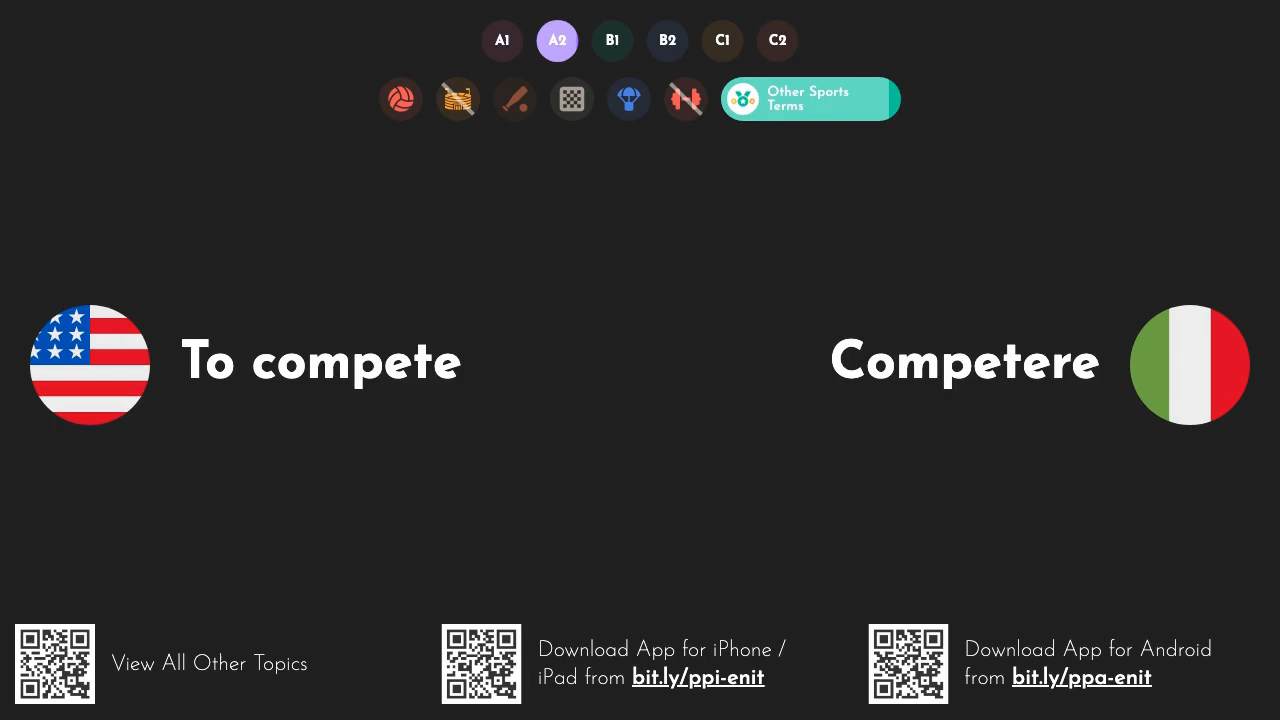 A1 A2 B1 B2 C1 C2
Other Sports
Terms
To compete
Competere
View All Other Topics
Download App for iPhone /
iPad from bit.ly/ppi-enit
Download App for Android
from bit.ly/ppa-enit